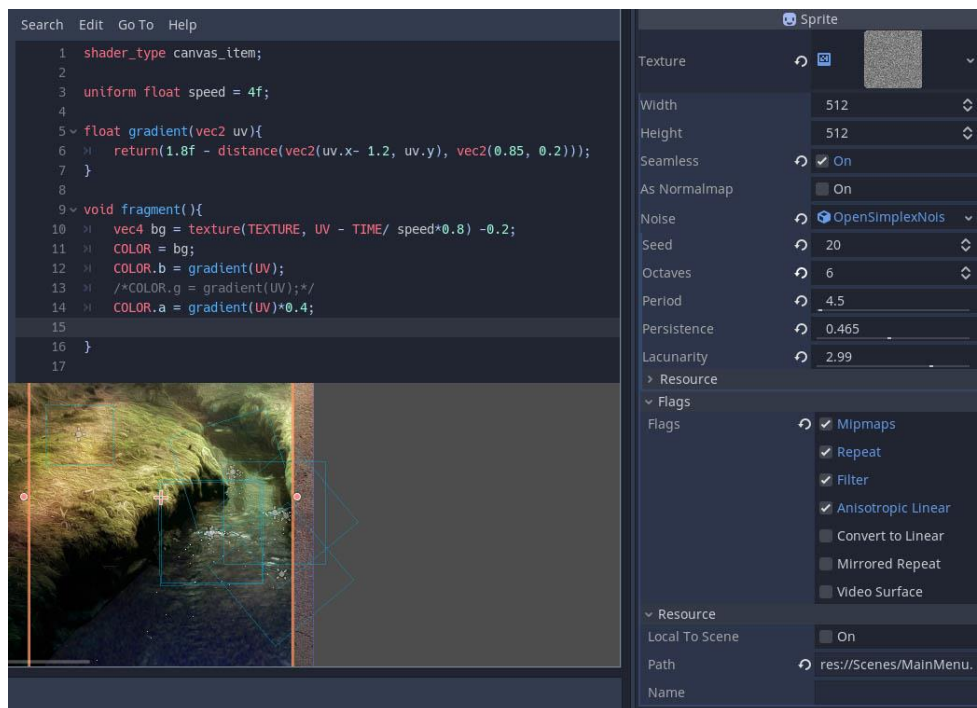 Search Edit Go To Help
1 shader_type canvas_item;
2
3 uniform float speed = 4f;
4
5 float gradient(vec2 uv){
6 return(1.8f - distance(vec2(uv.x- 1.2, uv.y), vec2(0.85, 0.2)));
7 }
8
9 void fragment(){
10 vec4 bg = texture(TEXTURE, UV - TIME/ speed*0.8) -0.2;
11 COLOR = bg;
12 COLOR.b = gradient(UV);
13 /*COLOR.g = gradient(UV);*/
14 COLOR.a = gradient(UV)*0.4;
15
16 }
17
Sprite
Texture
Width 512
Height 512
Seamless On
As Normalmap On
Noise OpenSimplexNois
Seed 20
Octaves 6
Period 4.5
Persistence 0.465
Lacunarity 2.99
Resource
Flags
Flags Mipmaps
Repeat
Filter
Anisotropic Linear
Convert to Linear
Mirrored Repeat
Video Surface
Resource
Local To Scene On
Path res://Scenes/MainMenu.
Name